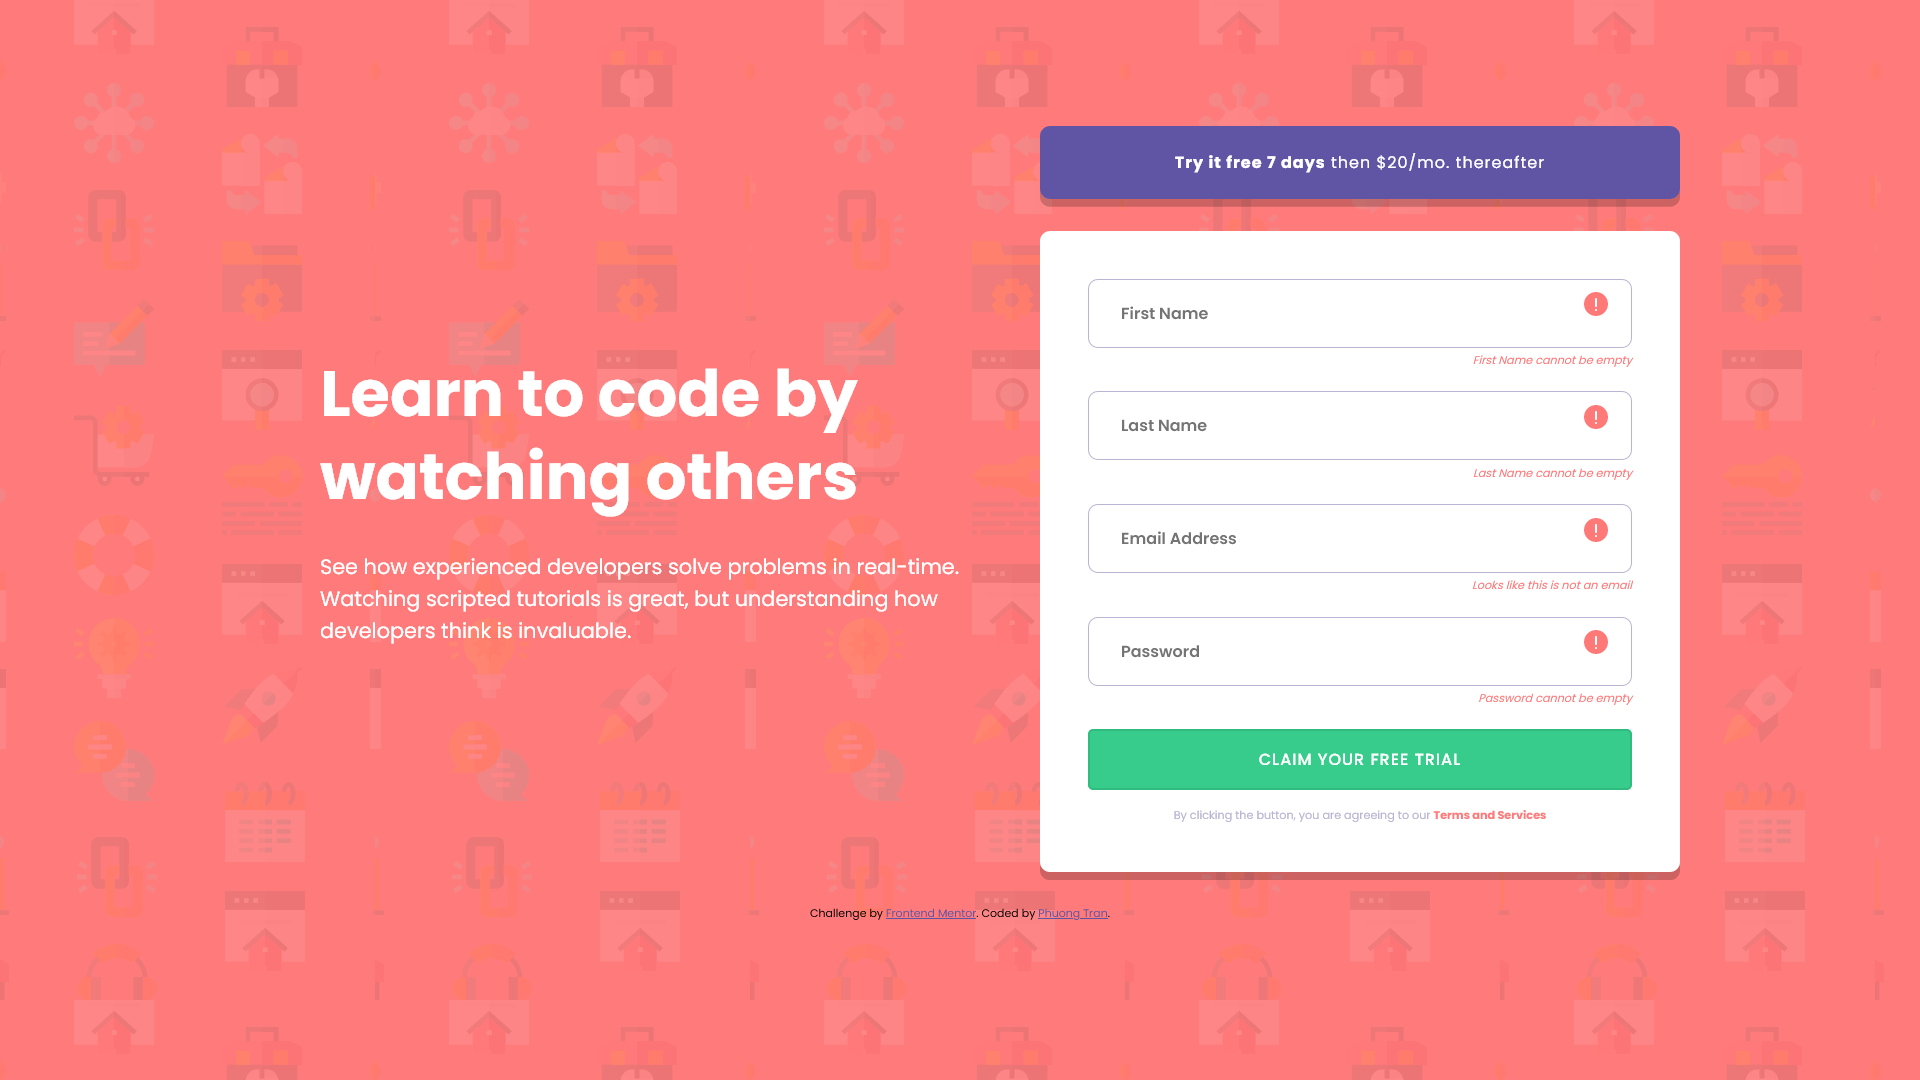 Learn to code by
watching others
See how experienced developers solve problems in real-time.
Watching scripted tutorials is great, but understanding how
developers think is invaluable.
Try it free 7 days then $20/mo. thereafter
First Name
First Name cannot be empty
Last Name
Last Name cannot be empty
Email Address
Looks like this is not an email
Password
Password cannot be empty
CLAIM YOUR FREE TRIAL
By clicking the button, you are agreeing to our Terms and Services
Challenge by Frontend Mentor. Coded by Phuong Tran.